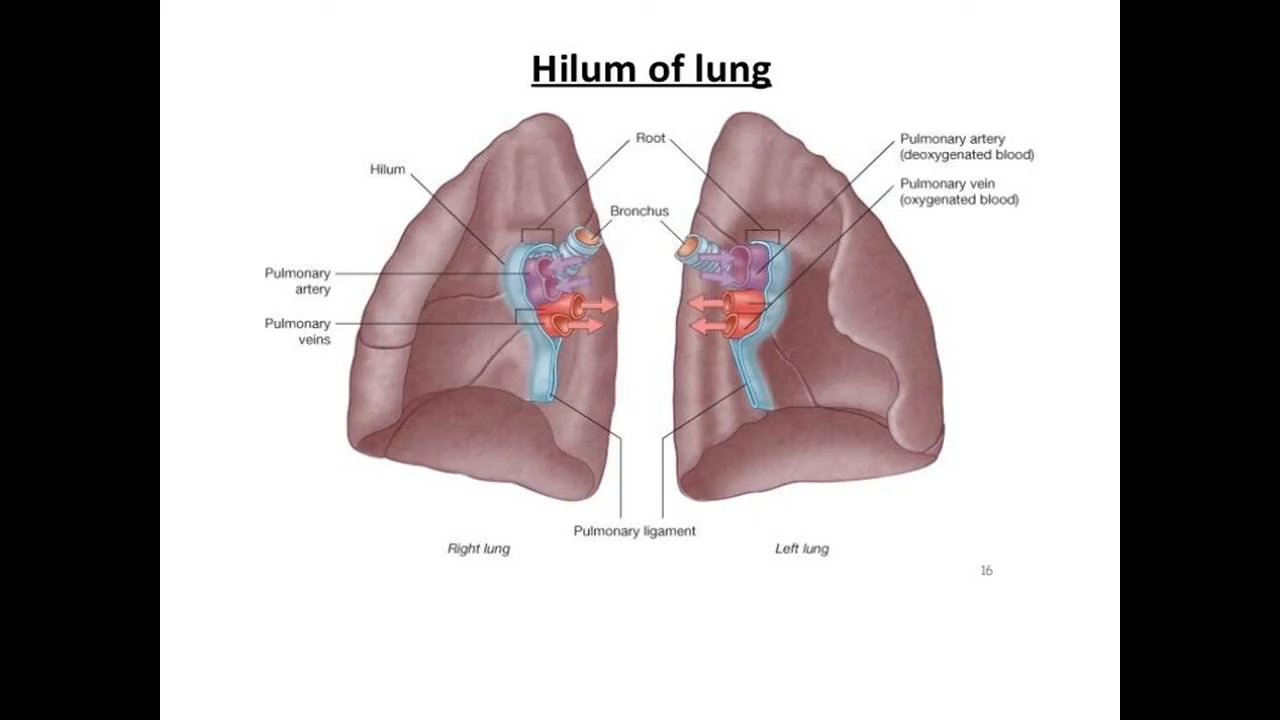 Hilum of lung
Root
Pulmonary artery
(deoxygenated blood)
Hilum
Pulmonary vein
(oxygenated blood)
Bronchus
Pulmonary
artery
Pulmonary
veins
Pulmonary ligament
Right lung
Left lung
16